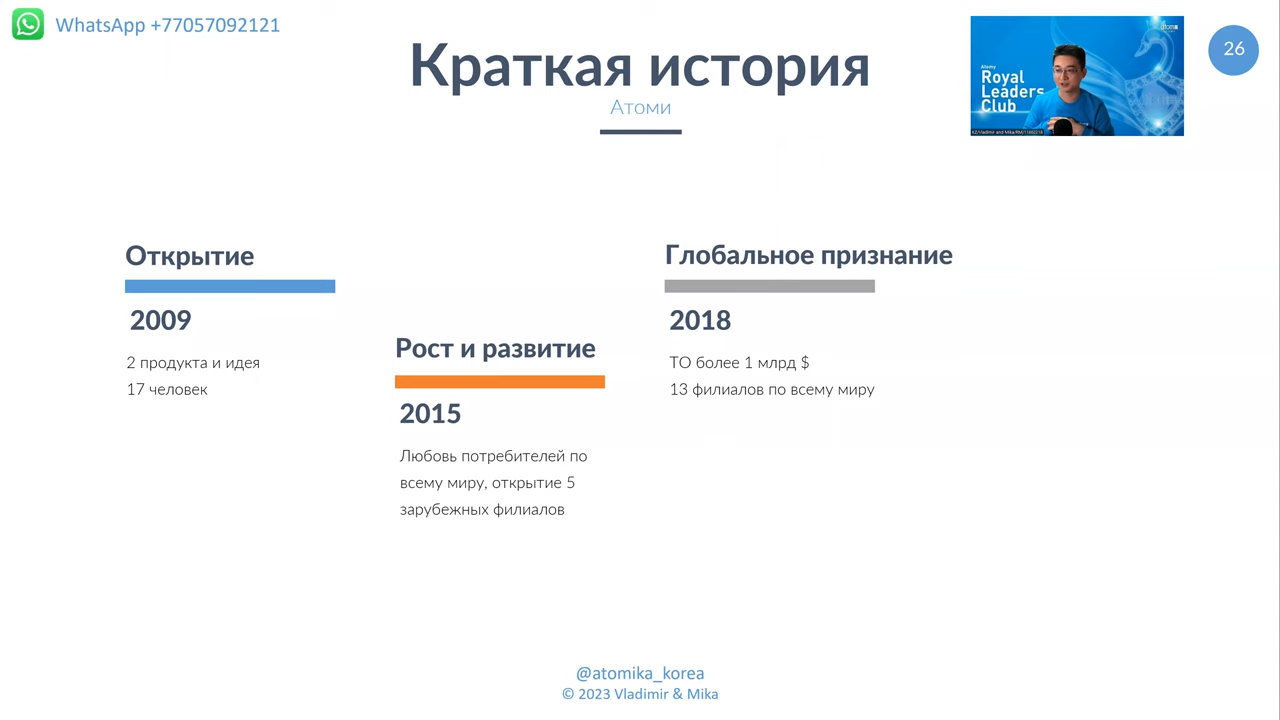 WhatsApp +77057092121
Краткая история
Атоми
26
Atomy
Royal
Leaders
Club
Открытие
2009
2 продукта и идея
17 человек
Рост и развитие
2015
Любовь потребителей по
всему миру, открытие 5
зарубежных филиалов
Глобальное признание
2018
ТО более 1 млрд $
13 филиалов по всему миру
@atomika_korea
© 2023 Vladimir & Mika